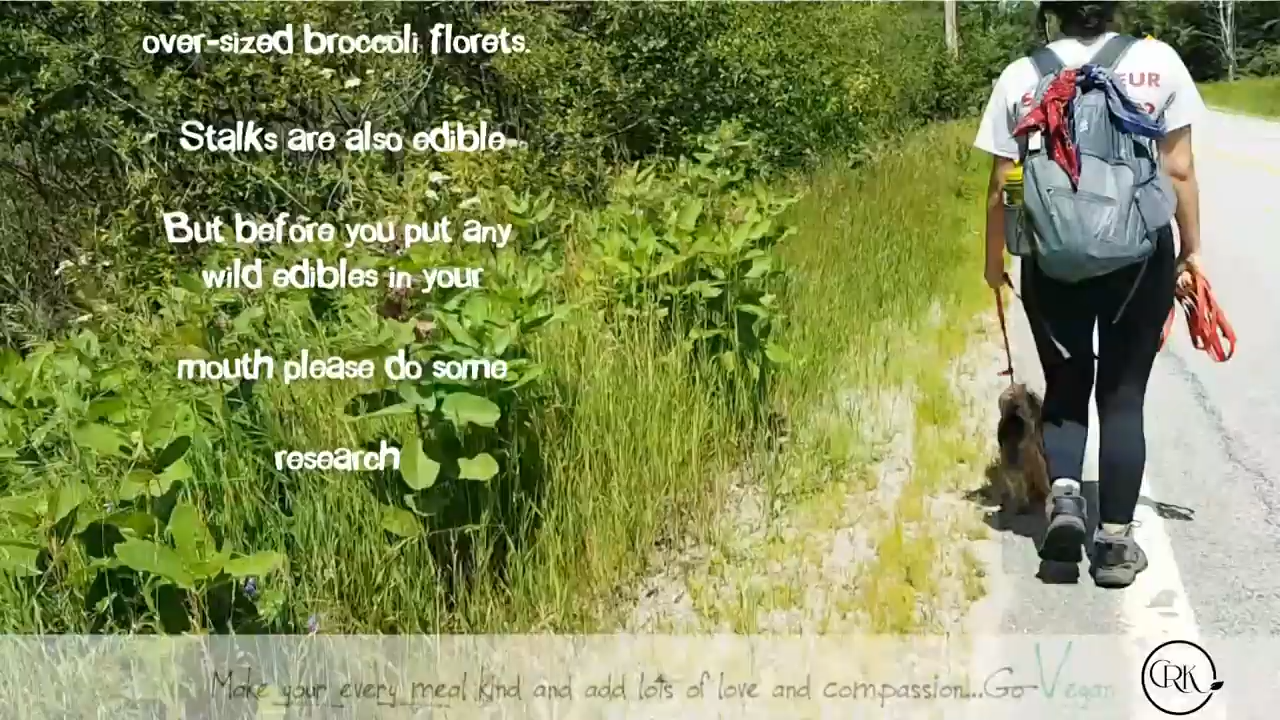 over-sized broccoli florets.
Stalks are also edible...
But before you put any
wild edibles in your
mouth please do some
research
EUR
Make your every meal kind and add lots of love and compassion...Go Vegan
CRK